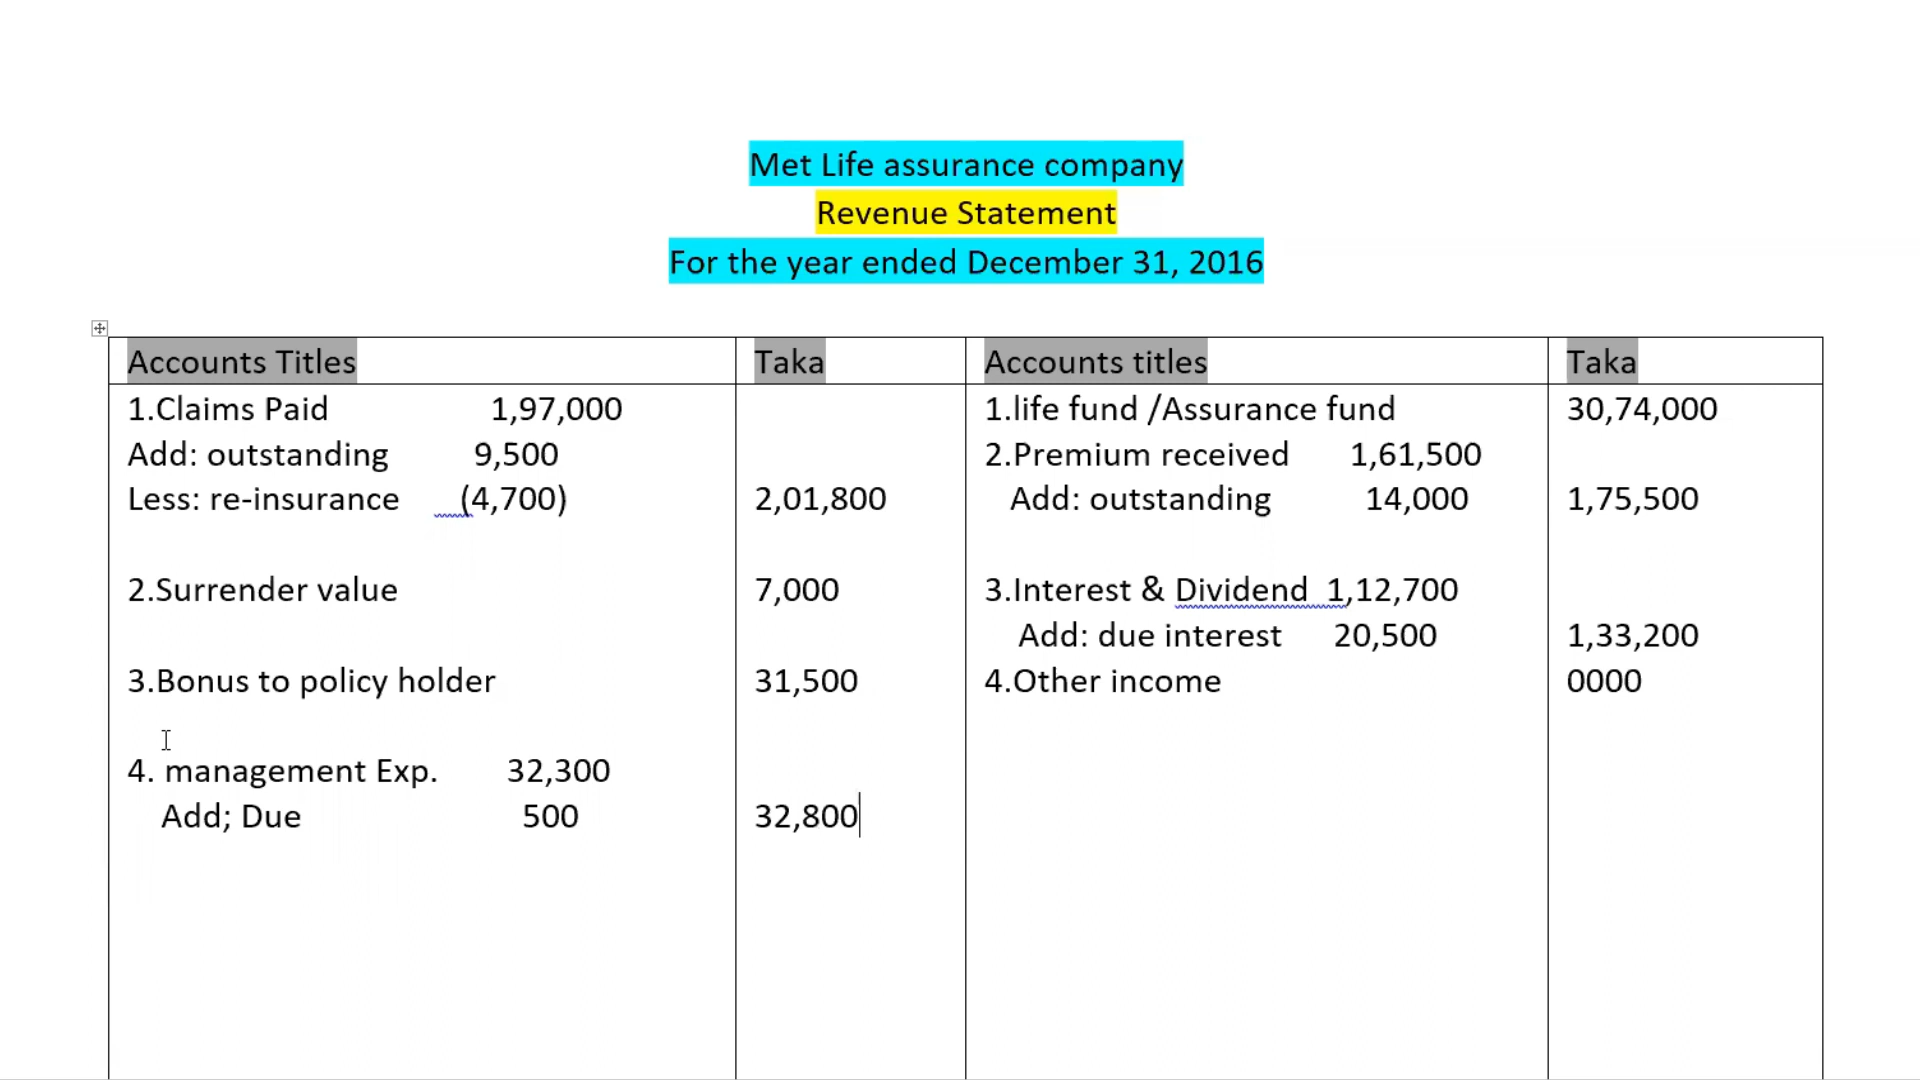 Met Life assurance company
Revenue Statement
For the year ended December 31, 2016
Accounts Titles Taka Accounts titles Taka
1.Claims Paid 1,97,000 1.life fund /Assurance fund 30,74,000
Add: outstanding 9,500 2.Premium received 1,61,500
Less: re-insurance (4,700) 2,01,800 Add: outstanding 14,000 1,75,500
2.Surrender value 7,000 3.Interest & Dividend 1,12,700
Add: due interest 20,500 1,33,200
3.Bonus to policy holder 31,500 4.Other income 0000
4. management Exp. 32,300
Add; Due 500 32,800